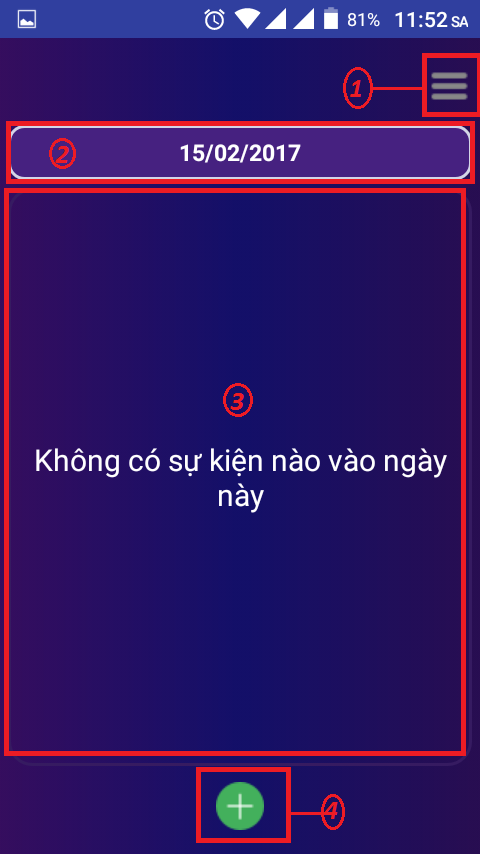 81% 11:52 SA
1
2 15/02/2017
3
Không có sự kiện nào vào ngày
này
4